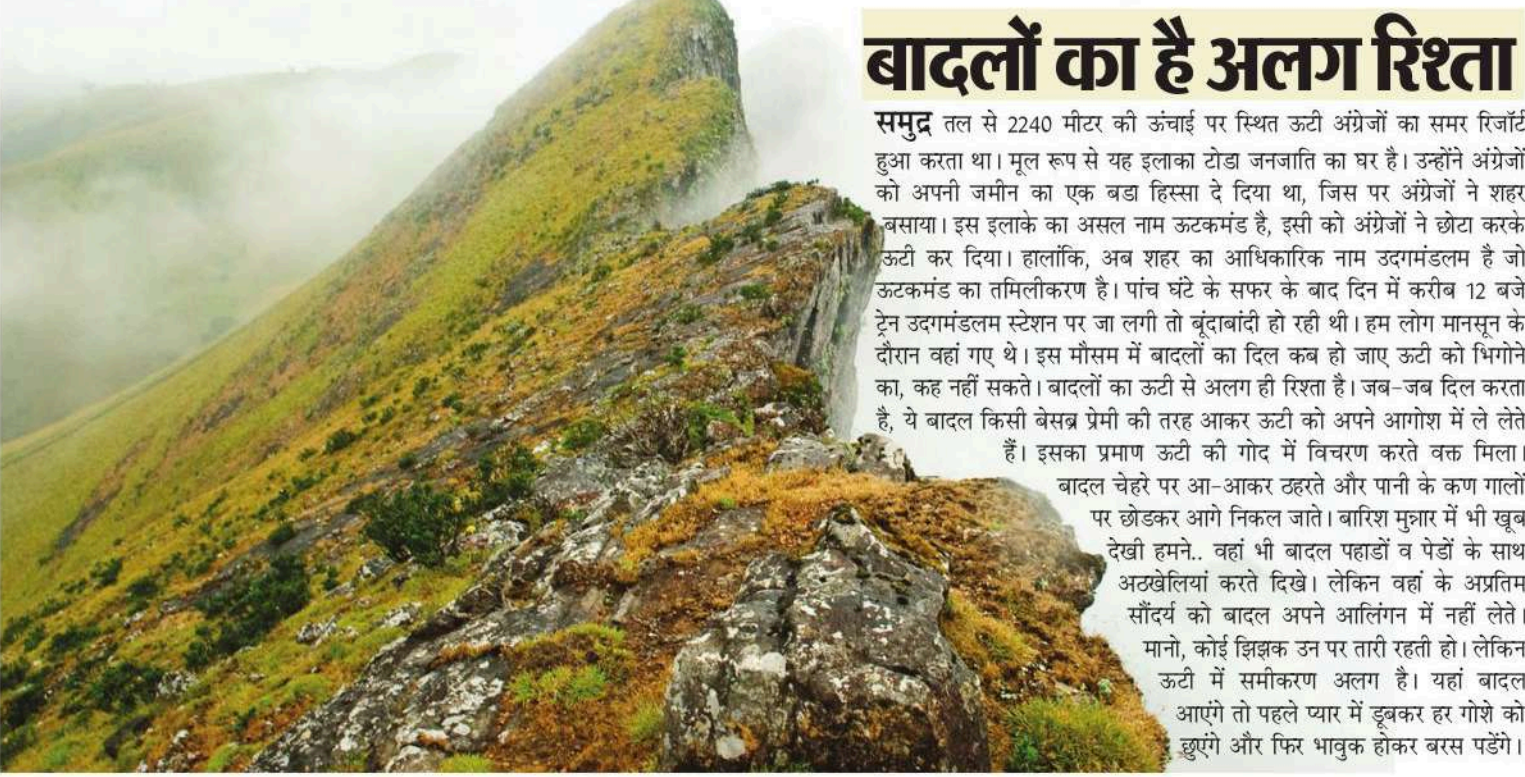 बादलों का है अलग रिश्ता
समुद्र तल से 2240 मीटर की ऊंचाई पर स्थित ऊटी अंग्रेजों का समर रिजॉर्ट
हुआ करता था। मूल रूप से यह इलाका टोडा जनजाति का घर है। उन्होंने अंग्रेजों
को अपनी जमीन का एक बडा हिस्सा दे दिया था, जिस पर अंग्रेजों ने शहर
बसाया। इस इलाके का असल नाम ऊटकमंड है, इसी को अंग्रेजों ने छोटा करके
ऊटी कर दिया। हालांकि, अब शहर का आधिकारिक नाम उदगमंडलम है जो
ऊटकमंड का तमिलीकरण है। पांच घंटे के सफर के बाद दिन में करीब 12 बजे
ट्रेन उदगमंडलम स्टेशन पर जा लगी तो बूंदाबांदी हो रही थी। हम लोग मानसून के
दौरान वहां गए थे। इस मौसम में बादलों का दिल कब हो जाए ऊटी को भिगोने
का, कह नहीं सकते। बादलों का ऊटी से अलग ही रिश्ता है। जब-जब दिल करता
है, ये बादल किसी बेसब्र प्रेमी की तरह आकर ऊटी को अपने आगोश में ले लेते
हैं। इसका प्रमाण ऊटी की गोद में विचरण करते वक्त मिला।
बादल चेहरे पर आ-आकर ठहरते और पानी के कण गालों
पर छोडकर आगे निकल जाते। बारिश मुन्नार में भी खूब
देखी हमने.. वहां भी बादल पहाडों व पेडों के साथ
अठखेलियां करते दिखे। लेकिन वहां के अप्रतिम
सौंदर्य को बादल अपने आलिंगन में नहीं लेते।
मानो, कोई झिझक उन पर तारी रहती हो। लेकिन
ऊटी में समीकरण अलग है। यहां बादल
आएंगे तो पहले प्यार में डूबकर हर गोशे को
छुएंगे और फिर भावुक होकर बरस पडेंगे।